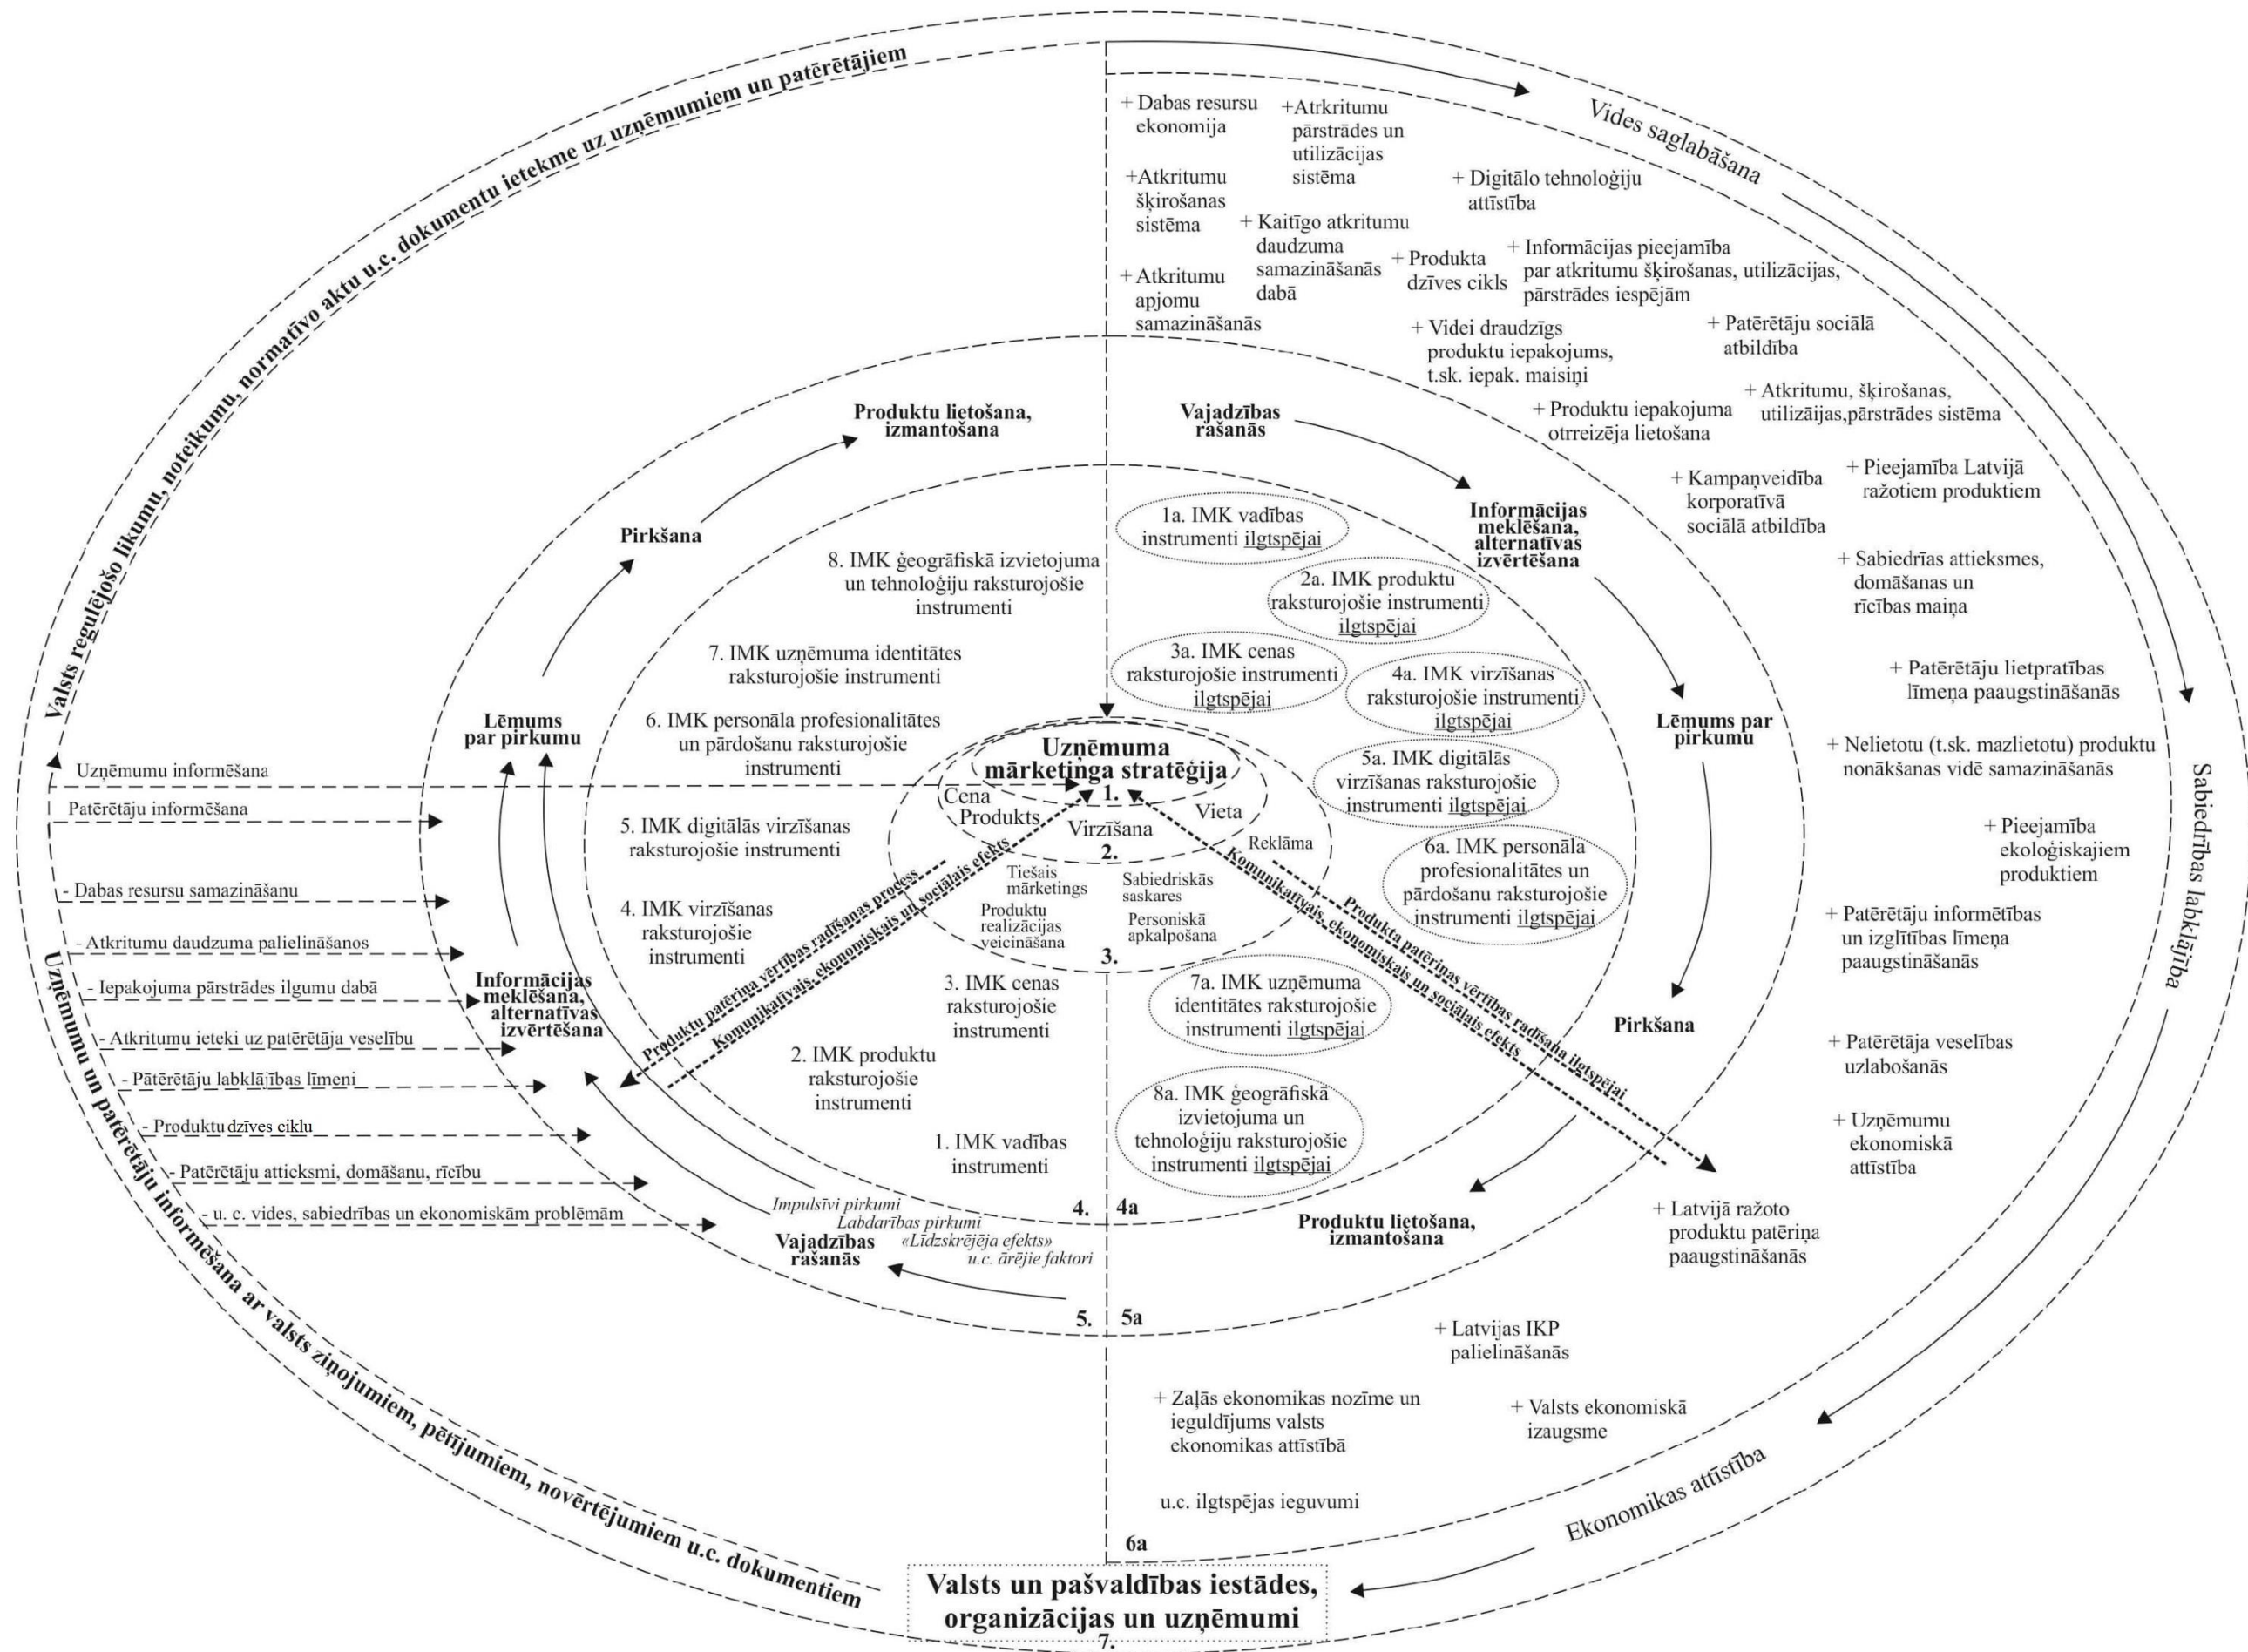 Valsts regulējošo likumu, noteikumu, normatīvo aktu u.c. dokumentu ietekme uz uzņēmumiem un patērētājiem
Vides saglabāšana
Sabiedrības labklājība
Ekonomikas attīstība
+ Dabas resursu
ekonomija
+Atrkritumu
pārstrādes un
utilizācijas
sistēma
+Atkritumu
šķirošanas
sistēma
+ Kaitīgo atkritumu
daudzuma
samazināšanās
dabā
+ Atkritumu
apjomu
samazināšanās
+ Digitālo tehnoloģiju
attīstība
+ Produkta
dzīves cikls
+ Informācijas pieejamība
par atkritumu šķirošanas, utilizācijas,
pārstrādes iespējām
+ Videi draudzīgs
produktu iepakojums,
t.sk. iepak. maisiņi
+ Patērētāju sociālā
atbildība
+ Produktu iepakojuma
otrreizēja lietošana
+ Atkritumu, šķirošanas,
utilizāijas,pārstrādes sistēma
+ Kampaņveidība
korporatīvā
sociālā atbildība
+ Pieejamība Latvijā
ražotiem produktiem
+ Sabiedrīas attieksmes,
domāšanas un
rīcības maiņa
+ Patērētāju lietpratības
līmeņa paaugstināšanās
+ Nelietotu (t.sk. mazlietotu) produktu
nonākšanas vidē samazināšanās
+ Pieejamība
ekoloģiskajiem
produktiem
+ Patērētāju informētības
un izglītības līmeņa
paaugstināšanās
+ Patērētāja veselības
uzlabošanās
+ Uzņēmumu
ekonomiskā
attīstība
+ Latvijā ražoto
produktu patēriņa
paaugstināšanās
+ Latvijas IKP
palielināšanās
+ Zaļās ekonomikas nozīme un
ieguldījums valsts
ekonomikas attīstībā
+ Valsts ekonomiskā
izaugsme
u.c. ilgtspējas ieguvumi
6a
Produktu lietošana,
izmantošana
Pirkšana
Lēmums
par pirkumu
Informācijas
meklēšana,
alternatīvas
izvērtēšana
Vajadzības
rašanās
Impulsīvi pirkumi
Labdarības pirkumi
«Līdzskrējēja efekts»
u.c. ārējie faktori
Vajadzības
rašanās
Informācijas
meklēšana,
alternatīvas
izvērtēšana
Lēmums par
pirkumu
Pirkšana
Produktu lietošana,
izmantošana
8. IMK ģeogrāfiskā izvietojuma
un tehnoloģiju raksturojošie
instrumenti
7. IMK uzņēmuma identitātes
raksturojošie instrumenti
6. IMK personāla profesionalitātes
un pārdošanu raksturojošie
instrumenti
5. IMK digitālās virzīšanas
raksturojošie instrumenti
4. IMK virzīšanas
raksturojošie
instrumenti
3. IMK cenas
raksturojošie
instrumenti
2. IMK produktu
raksturojošie
instrumenti
1. IMK vadības
instrumenti
1a. IMK vadības
instrumenti ilgtspējai
2a. IMK produktu
raksturojošie instrumenti
ilgtspējai
3a. IMK cenas
raksturojošie instrumenti
ilgtspējai
4a. IMK virzīšanas
raksturojošie instrumenti
ilgtspējai
5a. IMK digitālās
virzīšanas raksturojošie
instrumenti ilgtspējai
6a. IMK personāla
profesionalitātes un
pārdošanu raksturojošie
instrumenti ilgtspējai
7a. IMK uzņēmuma
identitātes raksturojošie
instrumenti ilgtspējai
8a. IMK ģeogrāfiskā
izvietojuma un
tehnoloģiju raksturojošie
instrumenti ilgtspējai
Uzņēmuma
mārketinga stratēģija
1.
Cena
Produkts
Virzīšana
Vieta
2.
Reklāma
Tiešais
mārketings
Sabiedriskās
saskares
Produktu
realizācijas
veicināšana
Personiskā
apkalpošana
3.
Produktu patēriņa vērtības radīšanas process
Komunikatīvais, ekonomiskais un sociālais efekts
Produkta patēriņas vērtības radīšana ilgtspējai
Komunikatīvais, ekonomiskais un sociālais efekts
4. 4a
5. 5a
Uzņēmumu informēšana
Patērētāju informēšana
- Dabas resursu samazināšanu
- Atkritumu daudzuma palielināšanos
- Iepakojuma pārstrādes ilgumu dabā
- Atkritumu ieteki uz patērētāja veselību
- Pātērētāju labklājības līmeni
- Produktu dzīves ciklu
- Patērētāju atticksmi, domāšanu, rīcību
- u. c. vides, sabiedrības un ekonomiskām problēmām
Uzņēmumu un patērētāju informēšana ar valsts ziņojumiem, pētījumiem, novērtējumiem u.c. dokumentiem
Valsts un pašvaldības iestādes,
organizācijas un uzņēmumi
7.